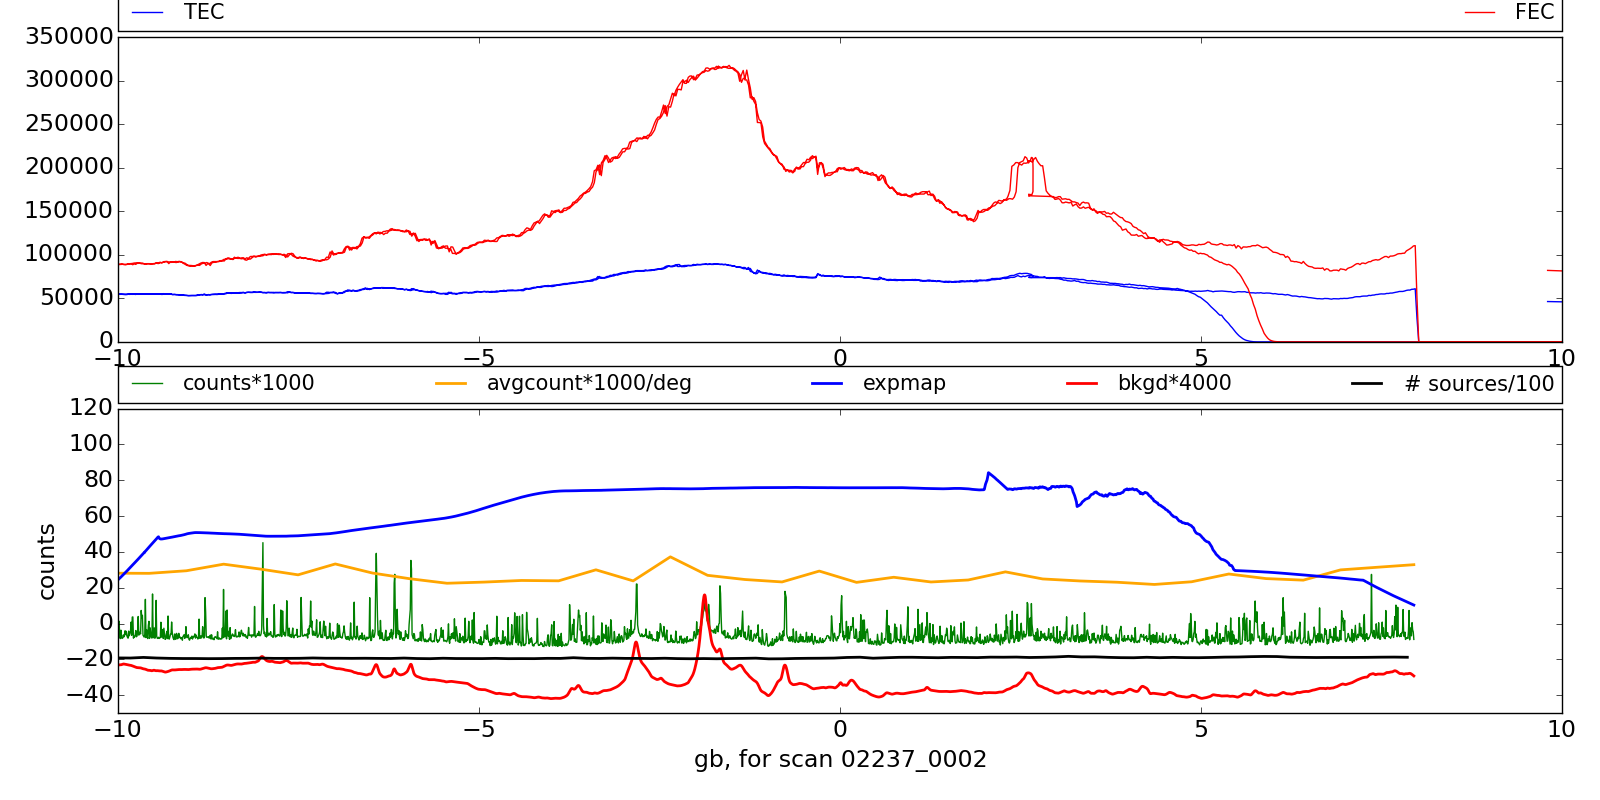 TEC FEC
350000
300000
250000
200000
150000
100000
50000
0
−10 −5 0 5 10
counts*1000 avgcount*1000/deg expmap bkgd*4000 # sources/100
120
100
80
60
40
20
0
−20
−40
counts
−10 −5 0 5 10
gb, for scan 02237_0002